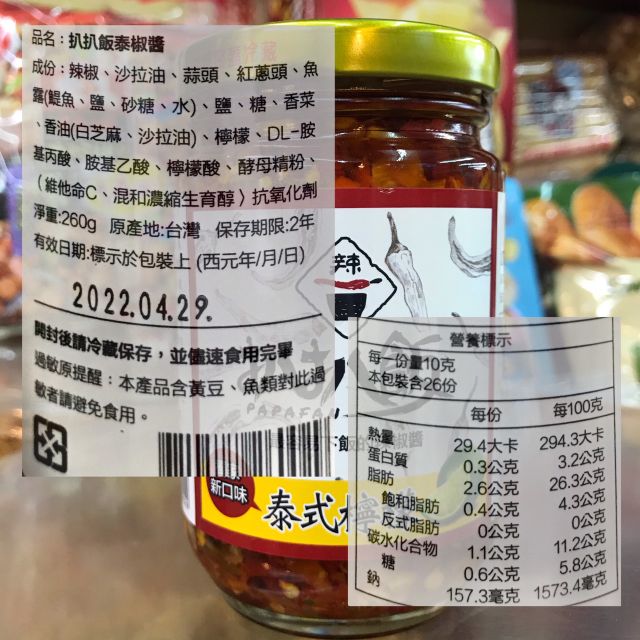 品名：扒扒飯泰椒醬
成份：辣椒、沙拉油、蒜頭、紅蔥頭、魚
露(鯷魚、鹽、砂糖、水)、鹽、糖、香菜
、香油(白芝麻、沙拉油)、檸檬、DL-胺
基丙酸、胺基乙酸、檸檬酸、酵母精粉、
（維他命C、混和濃縮生育醇〉抗氧化劑
淨重:260g 原產地:台灣 保存期限:2年
有效日期:標示於包裝上 (西元年/月/日)
2022.04.29.
開封後請冷藏保存，並儘速食用完畢
過敏原提醒：本產品含黃豆、魚類對此過
敏者請避免食用。
辣
扒扒飯
PAPAFAN
新口味
泰式檸檬
營養標示
每一份量10克
本包裝含26份
每份 每100克
熱量 29.4大卡 294.3大卡
蛋白質 0.3公克 3.2公克
脂肪 2.6公克 26.3公克
飽和脂肪 0.4公克 4.3公克
反式脂肪 0公克 0公克
碳水化合物 1.1公克 11.2公克
糖 0.6公克 5.8公克
鈉 157.3毫克 1573.4毫克